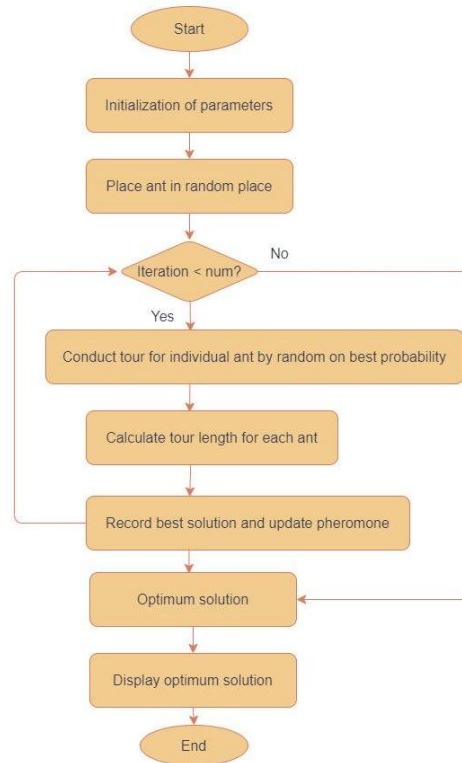 Start
Initialization of parameters
Place ant in random place
Iteration < num?
No
Yes
Conduct tour for individual ant by random on best probability
Calculate tour length for each ant
Record best solution and update pheromone
Optimum solution
Display optimum solution
End